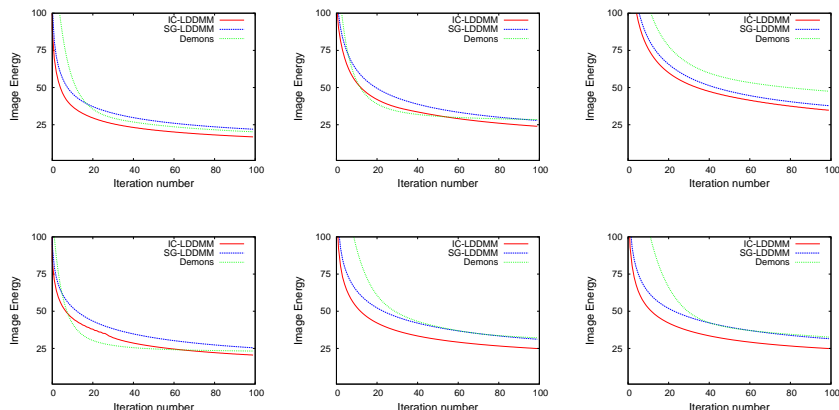 100
75
50
25
0 20 40 60 80 100
Image Energy
Iteration number
IC-LDDMM
SG-LDDMM
Demons
100
75
50
25
0 20 40 60 80 100
Image Energy
Iteration number
IC-LDDMM
SG-LDDMM
Demons
100
75
50
25
0 20 40 60 80 100
Image Energy
Iteration number
IC-LDDMM
SG-LDDMM
Demons
100
75
50
25
0 20 40 60 80 100
Image Energy
Iteration number
IC-LDDMM
SG-LDDMM
Demons
100
75
50
25
0 20 40 60 80 100
Image Energy
Iteration number
IC-LDDMM
SG-LDDMM
Demons
100
75
50
25
0 20 40 60 80 100
Image Energy
Iteration number
IC-LDDMM
SG-LDDMM
Demons